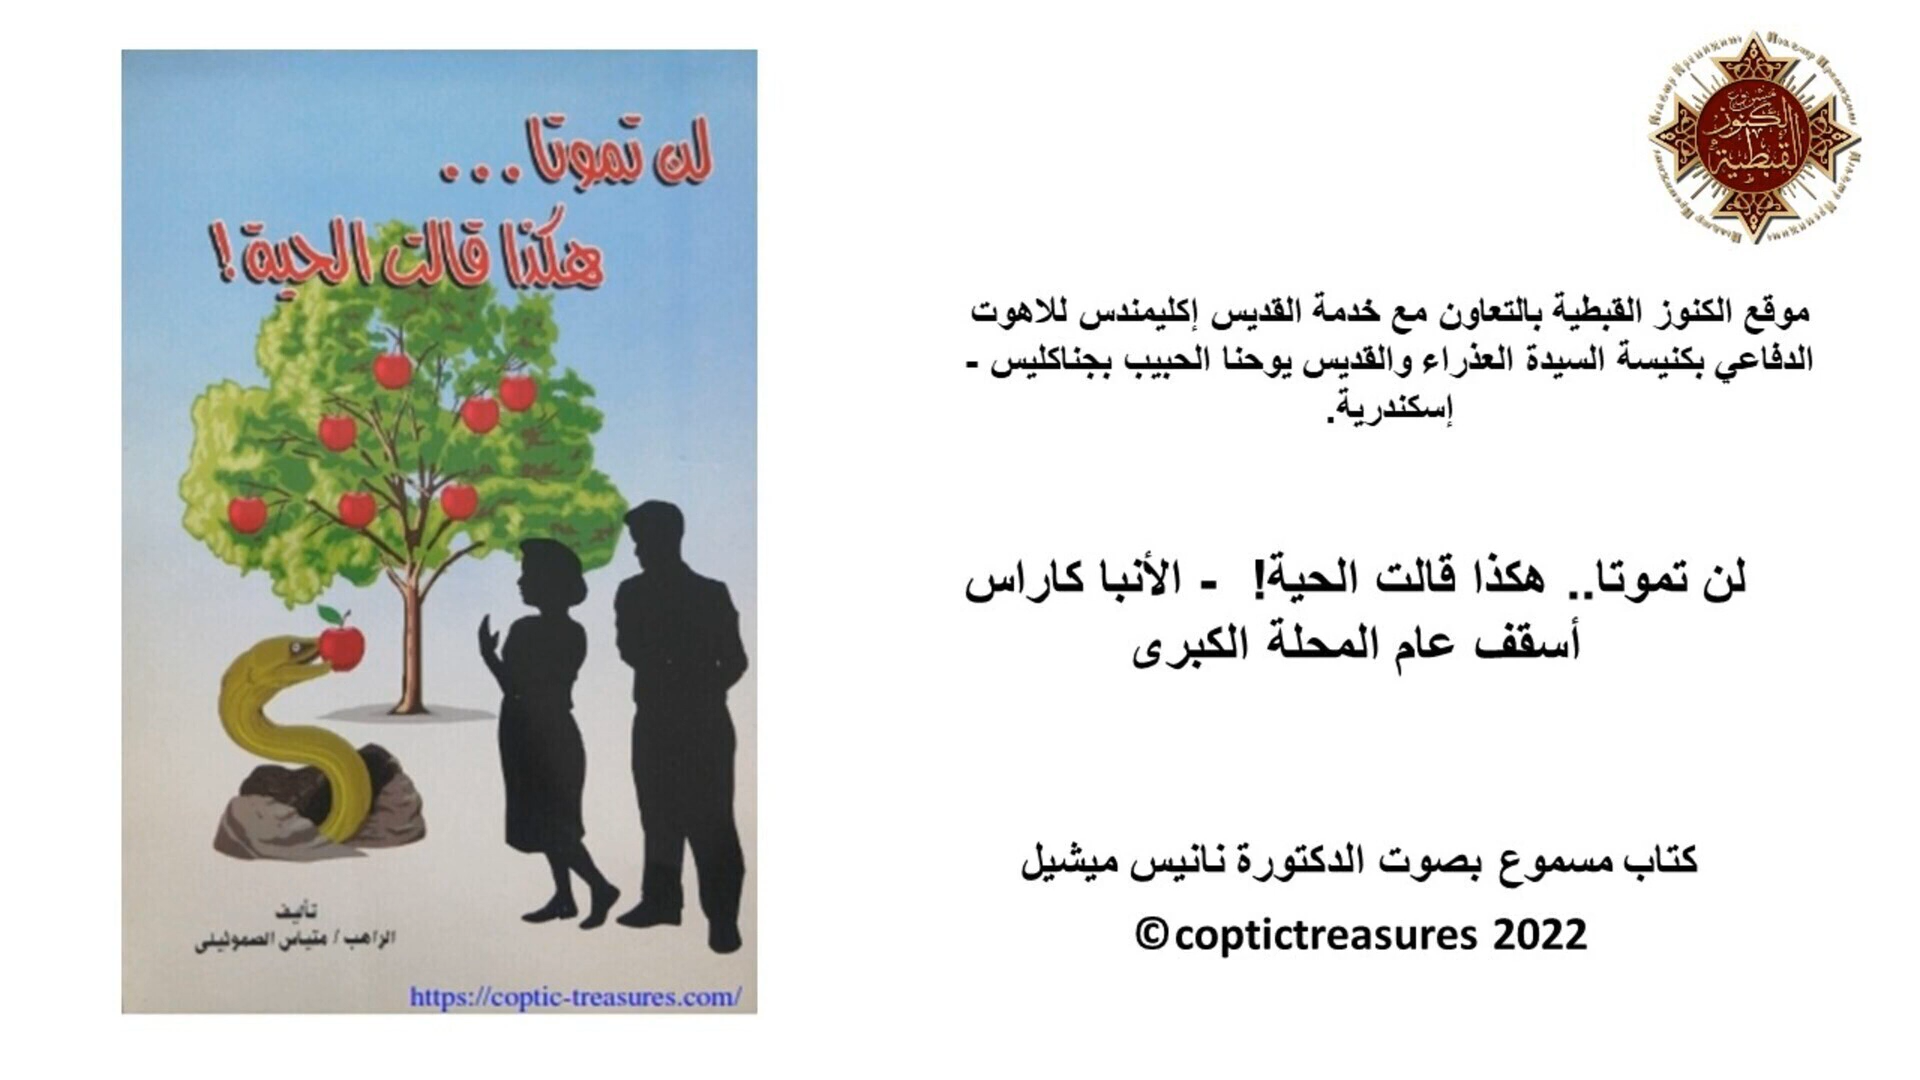 لن تموتا...
هكذا قالت الحية!
تأليف
الراهب / متياس الصموئيلى
https://coptic-treasures.com/
مشروع
الكنوز
القبطية
موقع الكنوز القبطية بالتعاون مع خدمة القديس إكليمندس للاهوت
الدفاعي بكنيسة السيدة العذراء والقديس يوحنا الحبيب بجناكليس -
إسكندرية.
لن تموتا.. هكذا قالت الحية! - الأنبا كاراس
أسقف عام المحلة الكبرى
كتاب مسموع بصوت الدكتورة نانيس ميشيل
©coptictreasures 2022